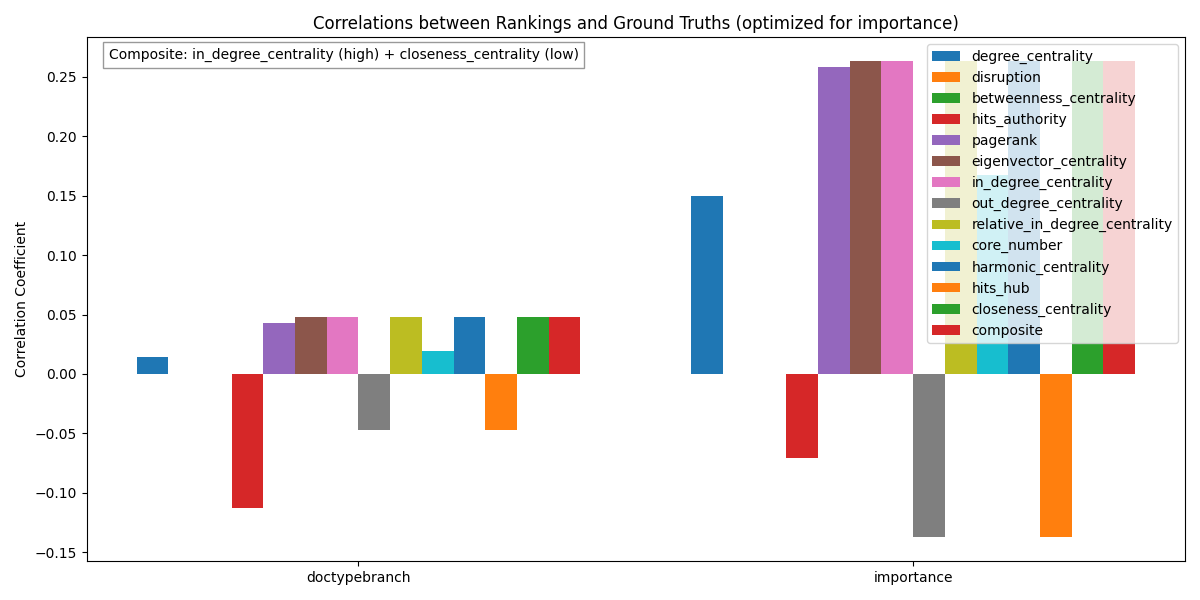 Correlations between Rankings and Ground Truths (optimized for importance)
Composite: in_degree_centrality (high) + closeness_centrality (low)
degree_centrality
disruption
betweenness_centrality
hits_authority
pagerank
eigenvector_centrality
in_degree_centrality
out_degree_centrality
relative_in_degree_centrality
core_number
harmonic_centrality
hits_hub
closeness_centrality
composite
Correlation Coefficient
0.25
0.20
0.15
0.10
0.05
0.00
−0.05
−0.10
−0.15
doctypebranch
importance